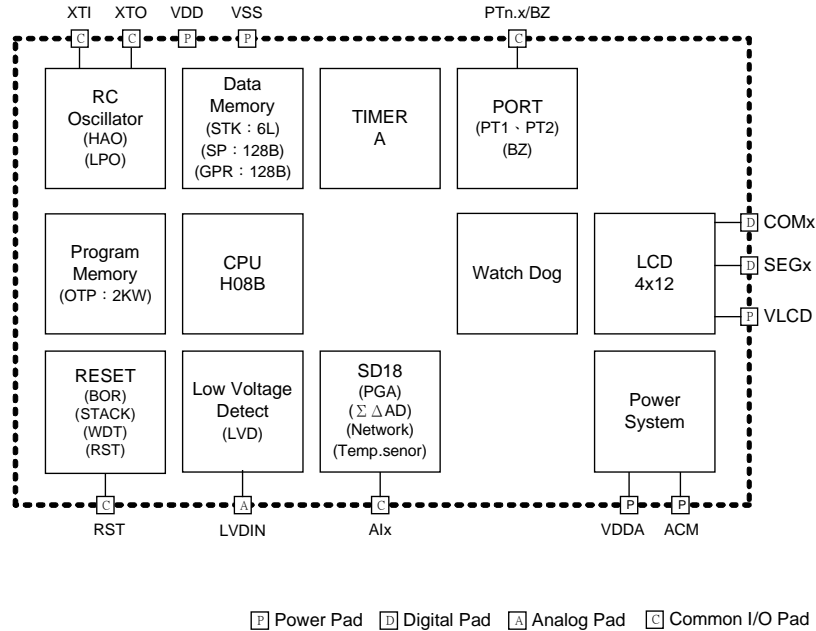 XTI XTO VDD VSS PTn.x/BZ
C C P P C
RC
Oscillator
(HAO)
(LPO)
Data
Memory
(STK：6L)
(SP：128B)
(GPR：128B)
TIMER
A
PORT
(PT1、PT2)
(BZ)
Program
Memory
(OTP：2KW)
CPU
H08B
Watch Dog
LCD
4x12
D COMx
D SEGx
P VLCD
RESET
(BOR)
(STACK)
(WDT)
(RST)
Low Voltage
Detect
(LVD)
SD18
(PGA)
(ΣΔAD)
(Network)
(Temp.senor)
Power
System
C A C P P
RST LVDIN AIx VDDA ACM
P Power Pad D Digital Pad A Analog Pad C Common I/O Pad